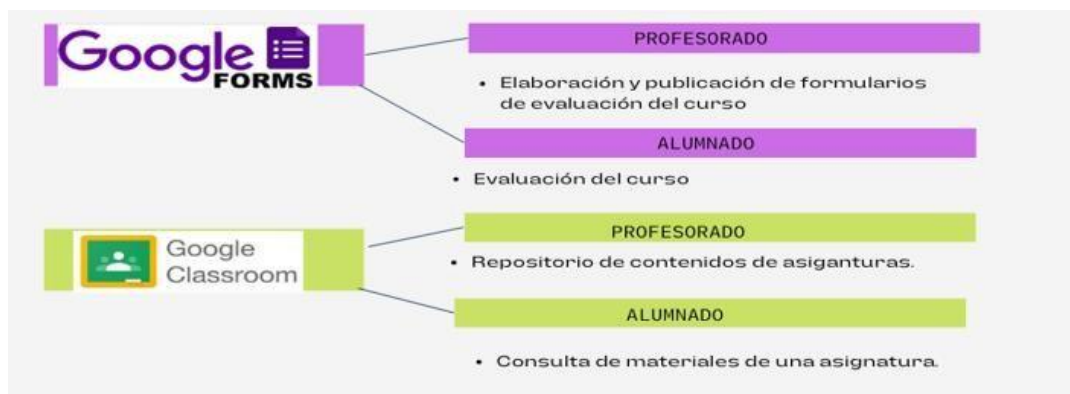 Google
FORMS
PROFESORADO
• Elaboración y publicación de formularios
de evaluación del curso
ALUMNADO
• Evaluación del curso
Google
Classroom
PROFESORADO
• Repositorio de contenidos de asiganturas.
ALUMNADO
• Consulta de materiales de una asignatura.